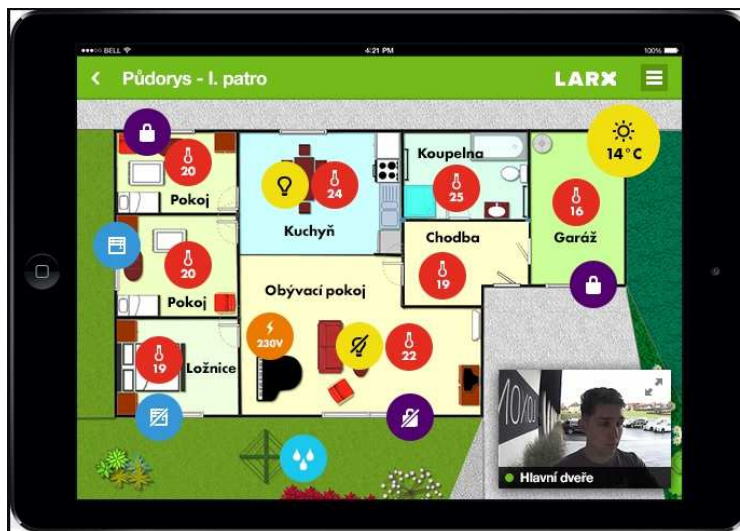 BELL
4:21 PM
100%
Půdorys - I. patro
LARX
14°C
20
Pokoj
24
Kuchyň
Koupelna
25
16
Garáž
Chodba
19
20
Pokoj
Obývací pokoj
230V
22
19
Ložnice
Hlavní dveře